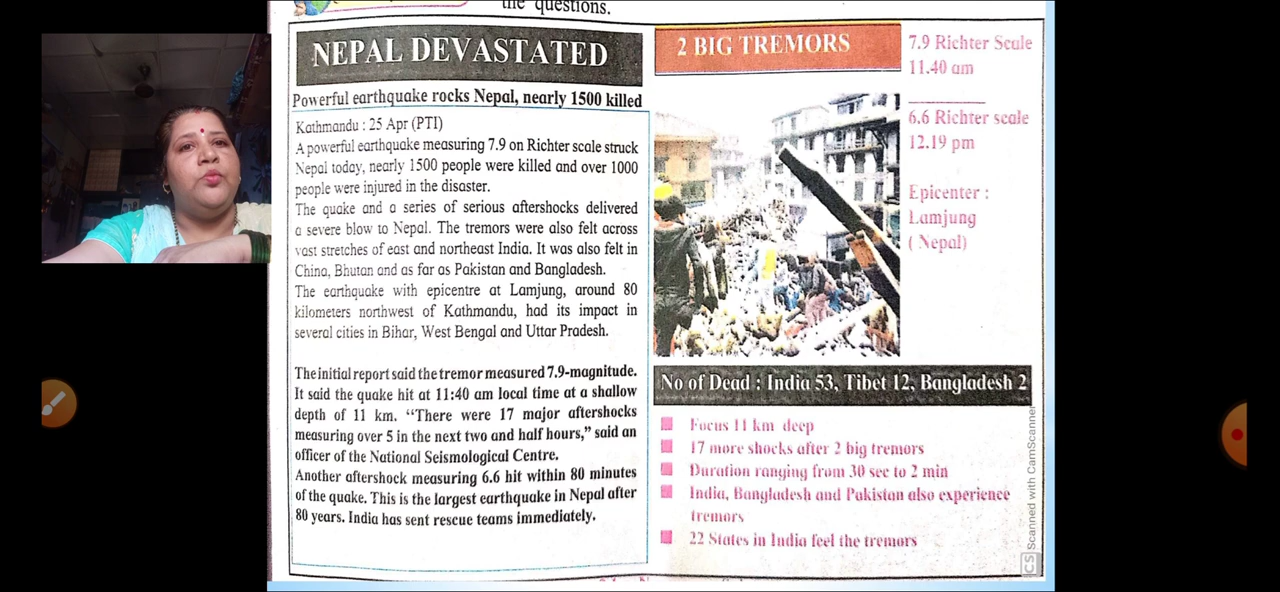 the questions.
NEPAL DEVASTATED
Powerful earthquake rocks Nepal, nearly 1500 killed
Kathmandu : 25 Apr (PTI)
A powerful earthquake measuring 7.9 on Richter scale struck
Nepal today, nearly 1500 people were killed and over 1000
people were injured in the disaster.
The quake and a series of serious aftershocks delivered
a severe blow to Nepal. The tremors were also felt across
vast stretches of east and northeast India. It was also felt in
China, Bhutan and as far as Pakistan and Bangladesh.
The earthquake with epicentre at Lamjung, around 80
kilometers northwest of Kathmandu, had its impact in
several cities in Bihar, West Bengal and Uttar Pradesh.
The initial report said the tremor measured 7.9-magnitude.
It said the quake hit at 11:40 am local time at a shallow
depth of 11 km. “There were 17 major aftershocks
measuring over 5 in the next two and half hours,” said an
officer of the National Seismological Centre.
Another aftershock measuring 6.6 hit within 80 minutes
of the quake. This is the largest earthquake in Nepal after
80 years. India has sent rescue teams immediately.
2 BIG TREMORS
7.9 Richter Scale
11.40 am
6.6 Richter scale
12.19 pm
Epicenter :
Lamjung
( Nepal)
No of Dead : India 53, Tibet 12, Bangladesh 2
Focus 11 km deep
17 more shocks after 2 big tremors
Duration ranging from 30 sec to 2 min
India, Bangladesh and Pakistan also experience
tremors
22 States in India feel the tremors
CS Scanned with CamScanner